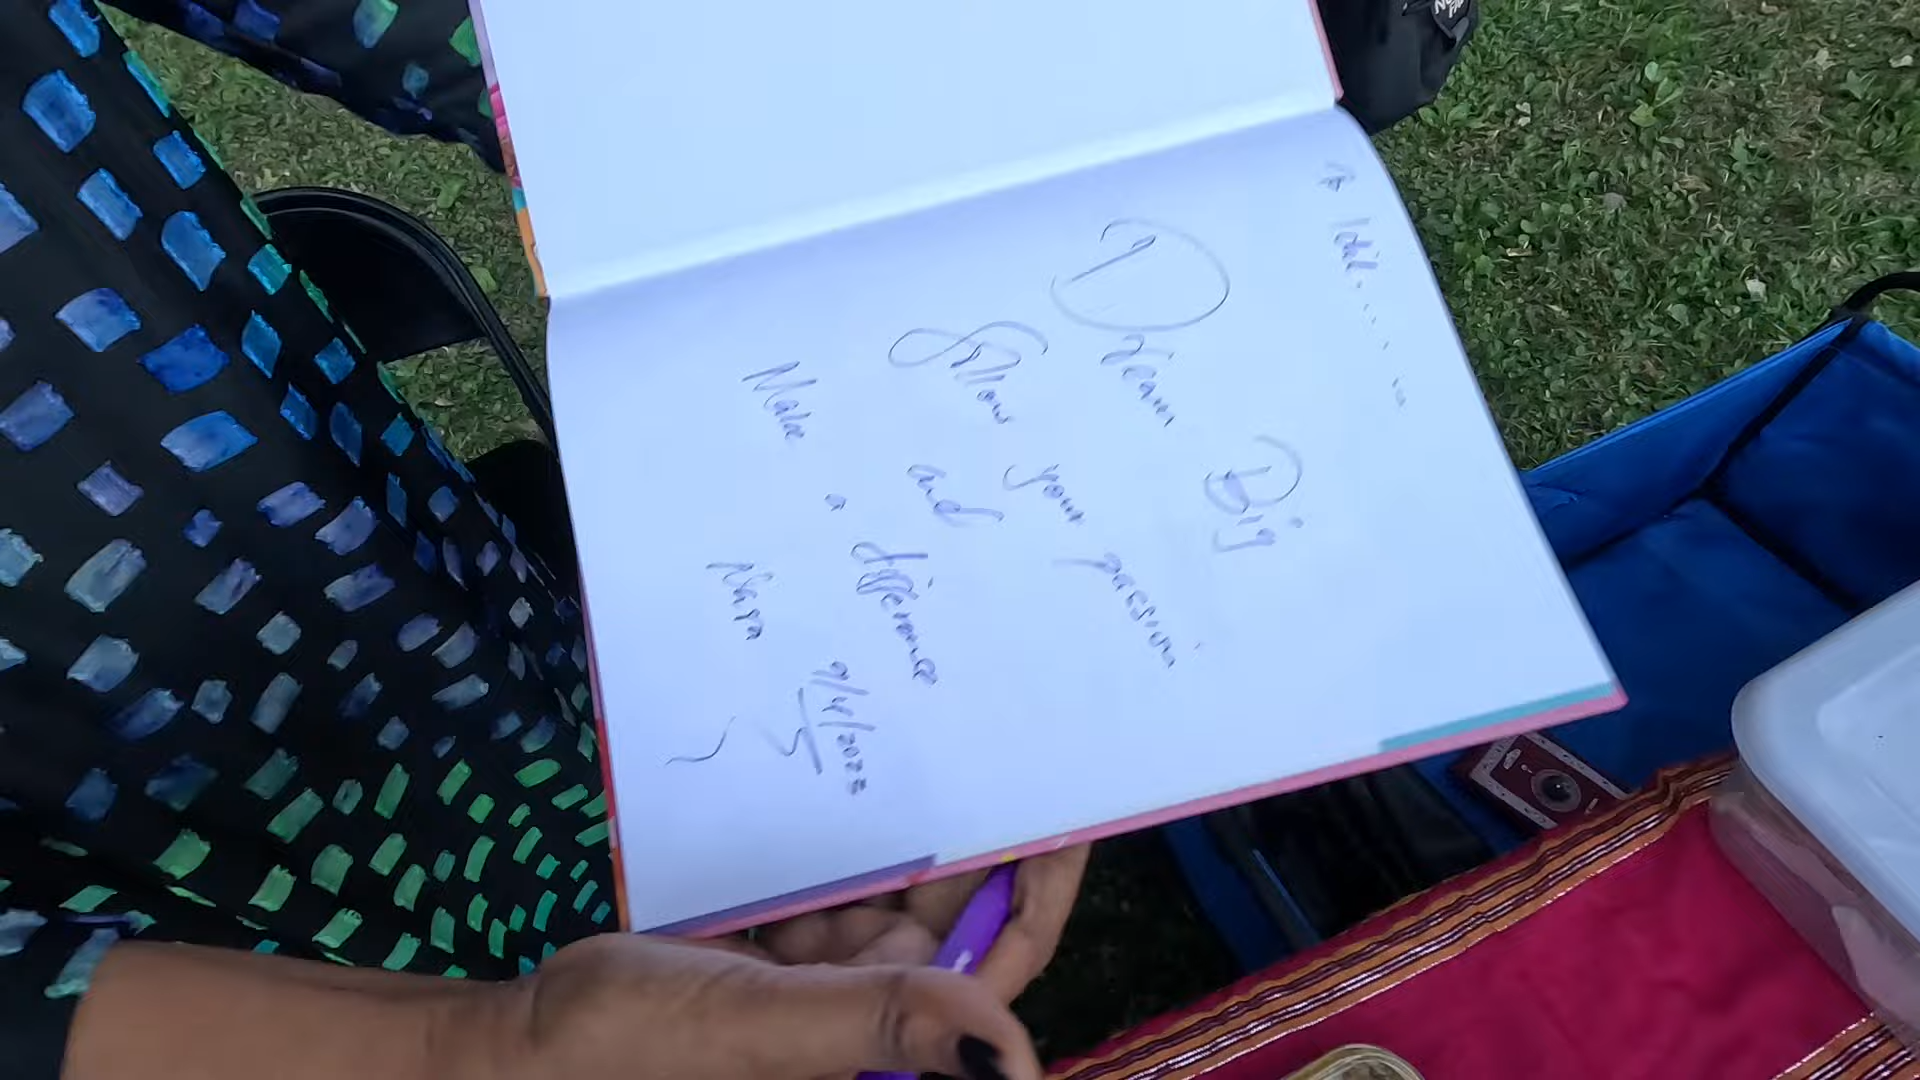 Dream Big
follow your passion
and
Make a difference
9/4/2022